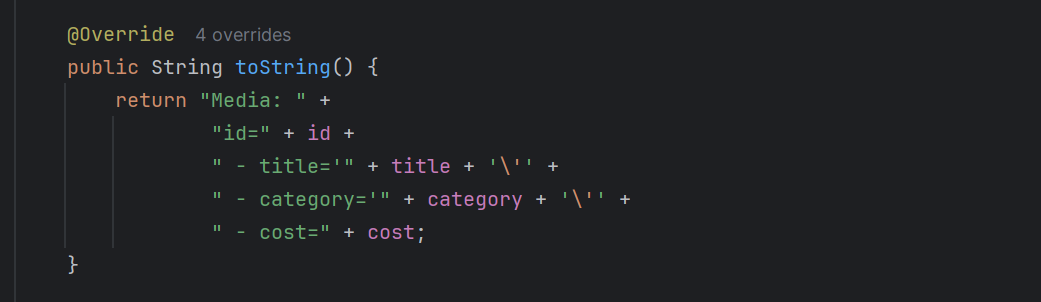 @Override 4 overrides
public String toString() {
return "Media: " +
"id=" + id +
" - title='" + title + '\'' +
" - category='" + category + '\'' +
" - cost=" + cost;
}